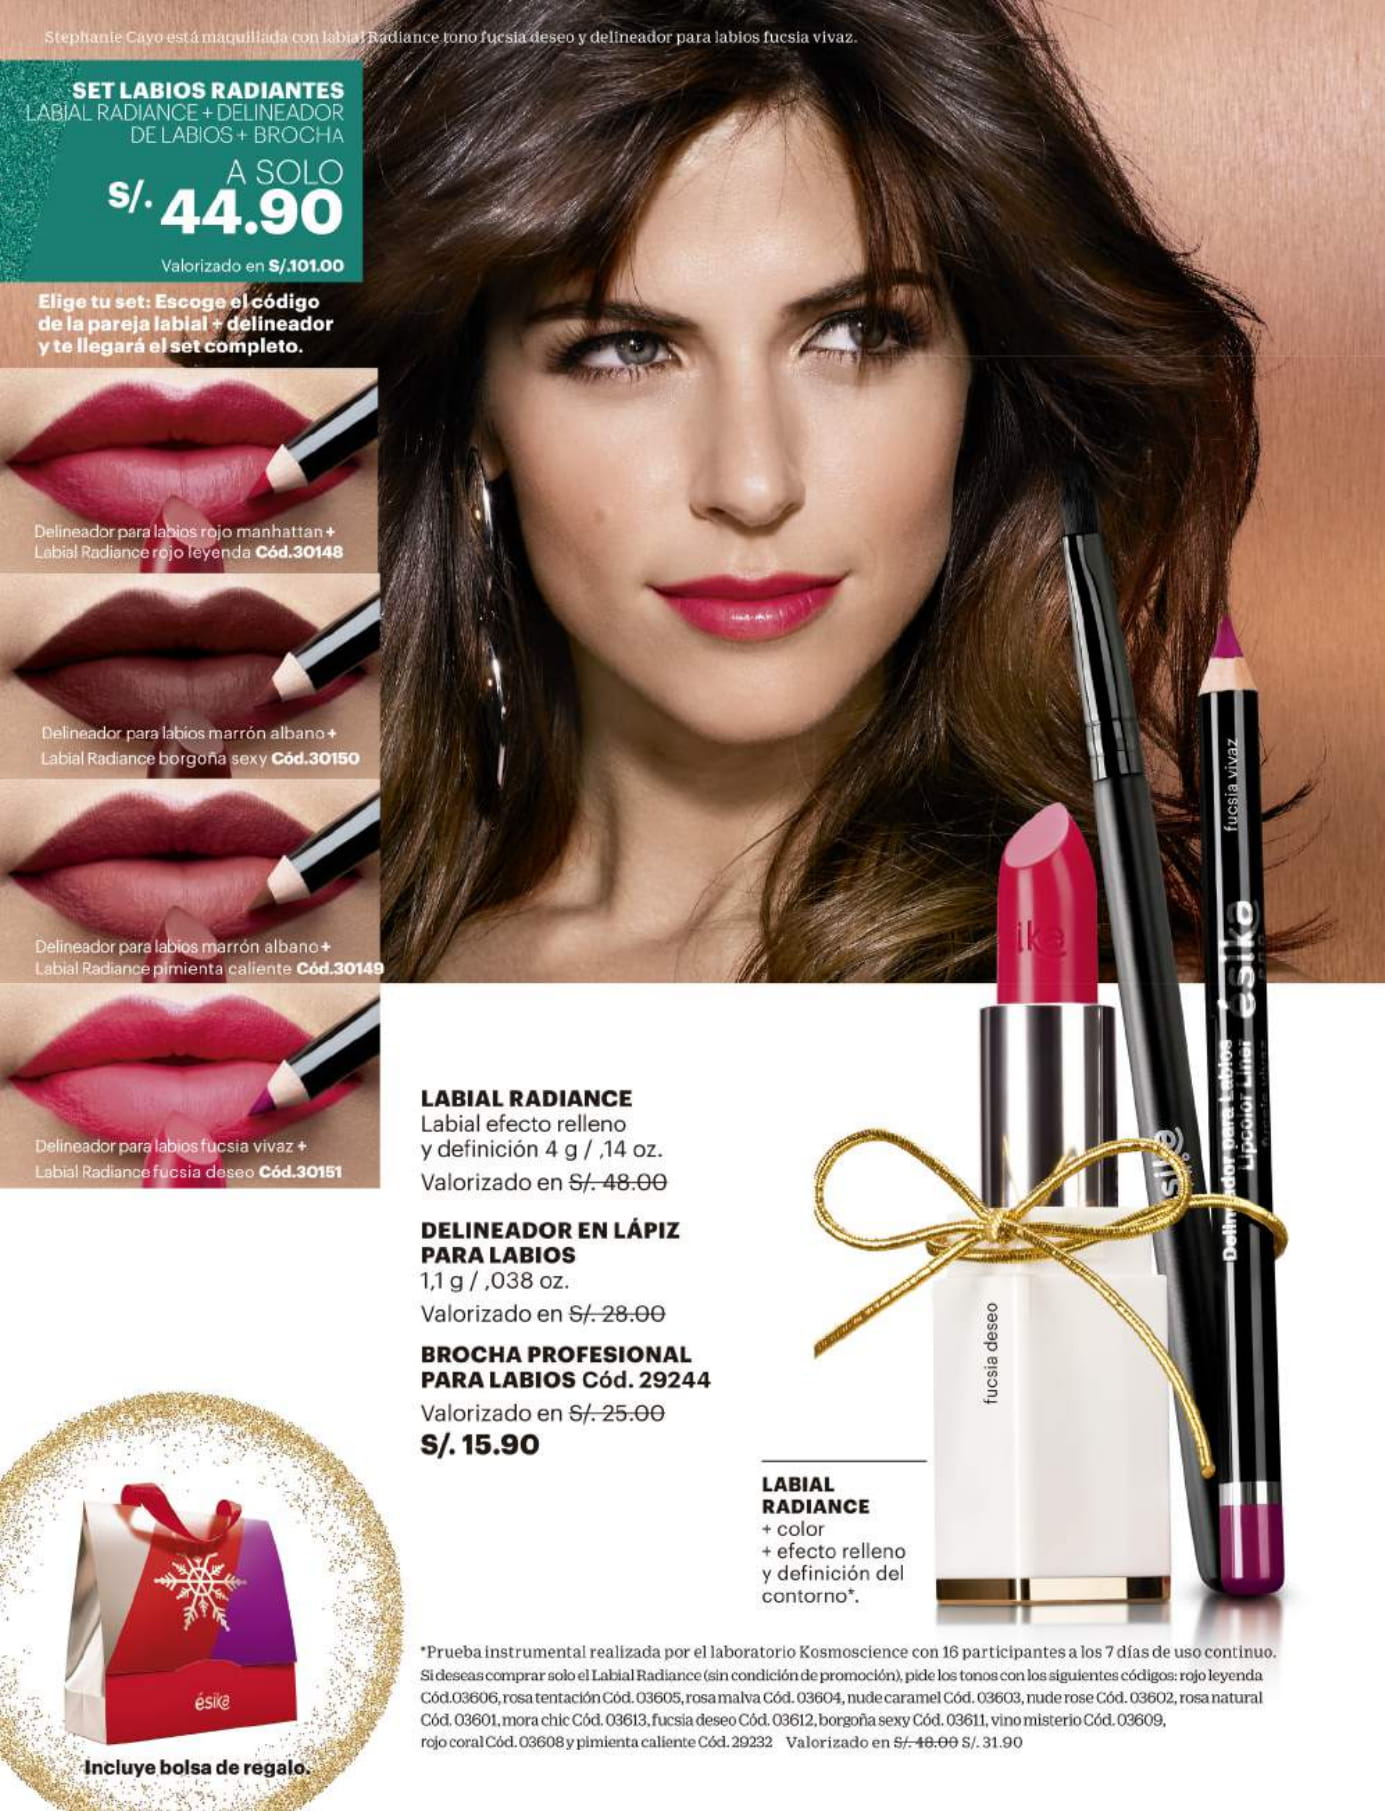 Stephanie Cayo está maquillada con labial Radiance tono fucsia deseo y delineador para labios fucsia vivaz.
SET LABIOS RADIANTES
LABIAL RADIANCE + DELINEADOR
DE LABIOS + BROCHA
A SOLO
S/. 44.90
Valorizado en S/.101.00
Elige tu set: Escoge el código
de la pareja labial + delineador
y te llegará el set completo.
Delineador para labios rojo manhattan +
Labial Radiance rojo leyenda Cód.30148
Delineador para labios marrón albano +
Labial Radiance borgoña sexy Cód.30150
Delineador para labios marrón albano +
Labial Radiance pimienta caliente Cód.30149
Delineador para labios fucsia vivaz +
Labial Radiance fucsia deseo Cód.30151
LABIAL RADIANCE
Labial efecto relleno
y definición 4 g / ,14 oz.
Valorizado en S/. 48.00
DELINEADOR EN LÁPIZ
PARA LABIOS
1,1 g / ,038 oz.
Valorizado en S/. 28.00
BROCHA PROFESIONAL
PARA LABIOS Cód. 29244
Valorizado en S/. 25.00
S/. 15.90
ika
fucsia deseo
sika
fucsia vivaz
ésika
Delineador para Labios
Lipcolor Liner
LABIAL
RADIANCE
+ color
+ efecto relleno
y definición del
contorno*.
ésika
Incluye bolsa de regalo.
*Prueba instrumental realizada por el laboratorio Kosmoscience con 16 participantes a los 7 días de uso continuo.
Si deseas comprar solo el Labial Radiance (sin condición de promoción), pide los tonos con los siguientes códigos: rojo leyenda
Cód.03606, rosa tentación Cód. 03605, rosa malva Cód. 03604, nude caramel Cód. 03603, nude rose Cód. 03602, rosa natural
Cód. 03601, mora chic Cód. 03613, fucsia deseo Cód. 03612, borgoña sexy Cód. 03611, vino misterio Cód. 03609,
rojo coral Cód. 03608 y pimienta caliente Cód. 29232 Valorizado en S/. 48.00 S/. 31.90